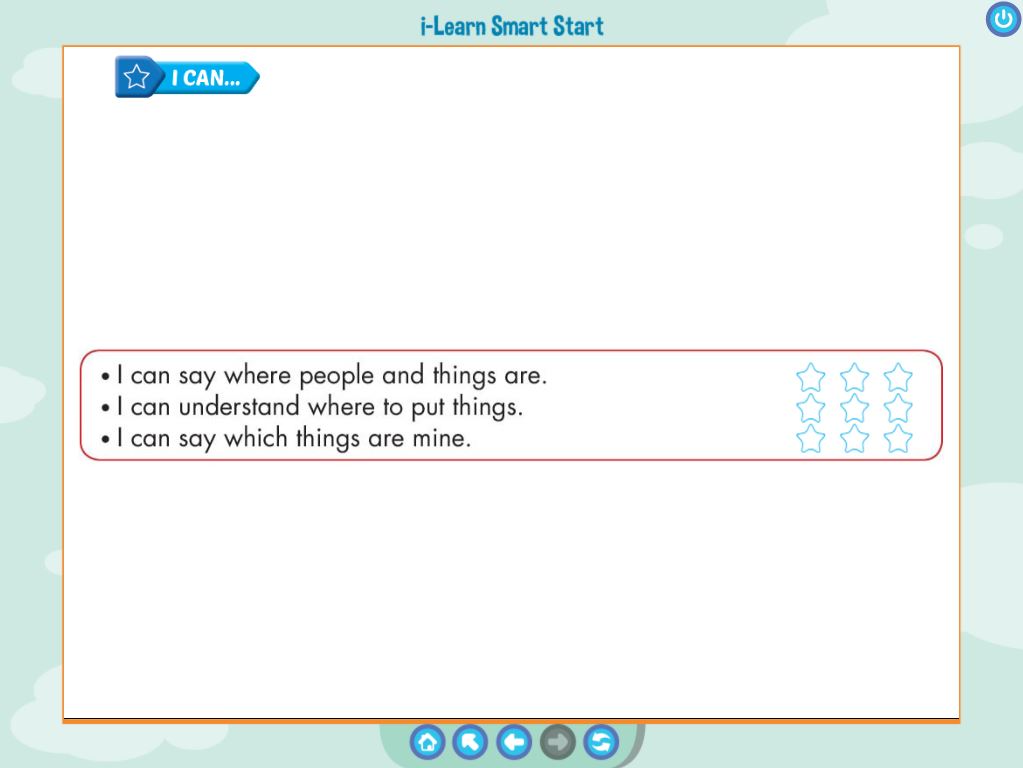 i-Learn Smart Start
I CAN...
• I can say where people and things are.
• I can understand where to put things.
• I can say which things are mine.